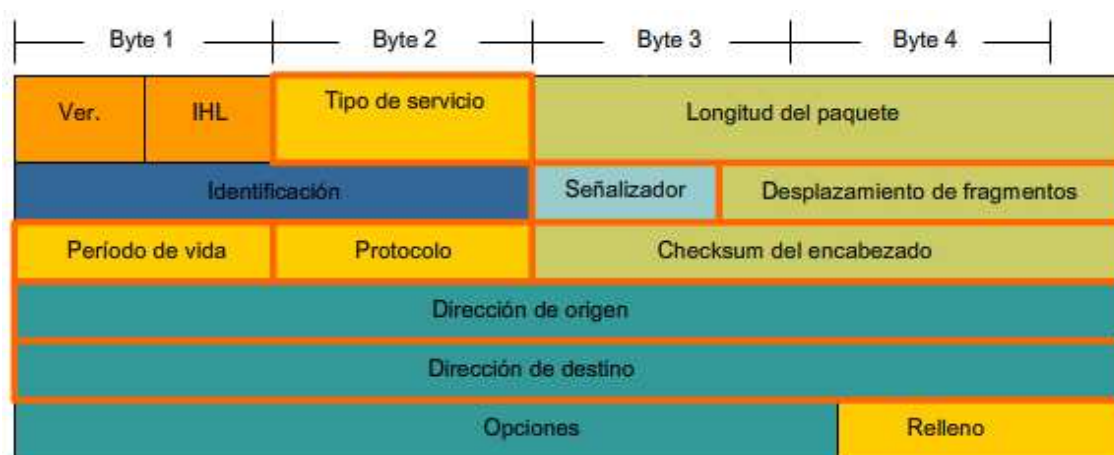 Byte 1 Byte 2 Byte 3 Byte 4
Ver. IHL Tipo de servicio Longitud del paquete
Identificación Señalizador Desplazamiento de fragmentos
Período de vida Protocolo Checksum del encabezado
Dirección de origen
Dirección de destino
Opciones Relleno